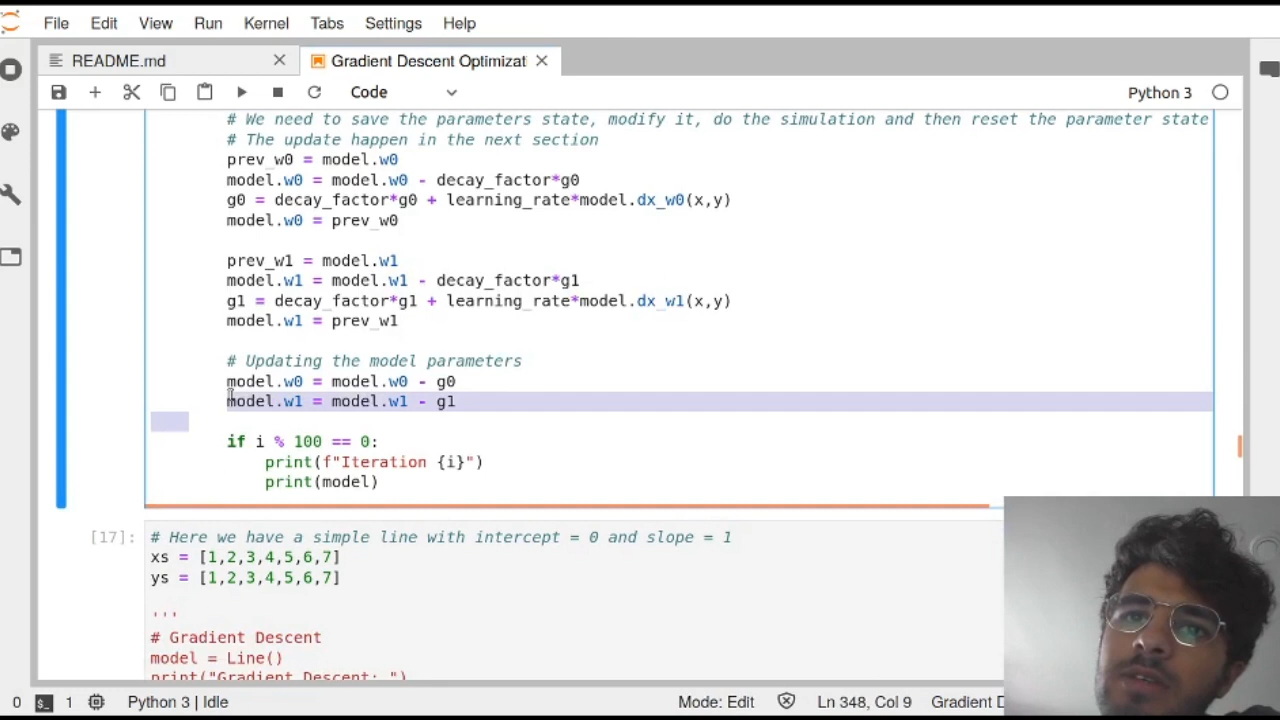 File Edit View Run Kernel Tabs Settings Help
README.md
Gradient Descent Optimizat
Code
Python 3
# We need to save the parameters state, modify it, do the simulation and then reset the parameter state
# The update happen in the next section
prev_w0 = model.w0
model.w0 = model.w0 - decay_factor*g0
g0 = decay_factor*g0 + learning_rate*model.dx_w0(x,y)
model.w0 = prev_w0
prev_w1 = model.w1
model.w1 = model.w1 - decay_factor*g1
g1 = decay_factor*g1 + learning_rate*model.dx_w1(x,y)
model.w1 = prev_w1
# Updating the model parameters
model.w0 = model.w0 - g0
model.w1 = model.w1 - g1
if i % 100 == 0:
print(f"Iteration {i}")
print(model)
[17]:
# Here we have a simple line with intercept = 0 and slope = 1
xs = [1,2,3,4,5,6,7]
ys = [1,2,3,4,5,6,7]
'''
# Gradient Descent
model = Line()
print("Gradient Descent: ")
0 $_ 1 Python 3 | Idle Mode: Edit Ln 348, Col 9 Gradient D